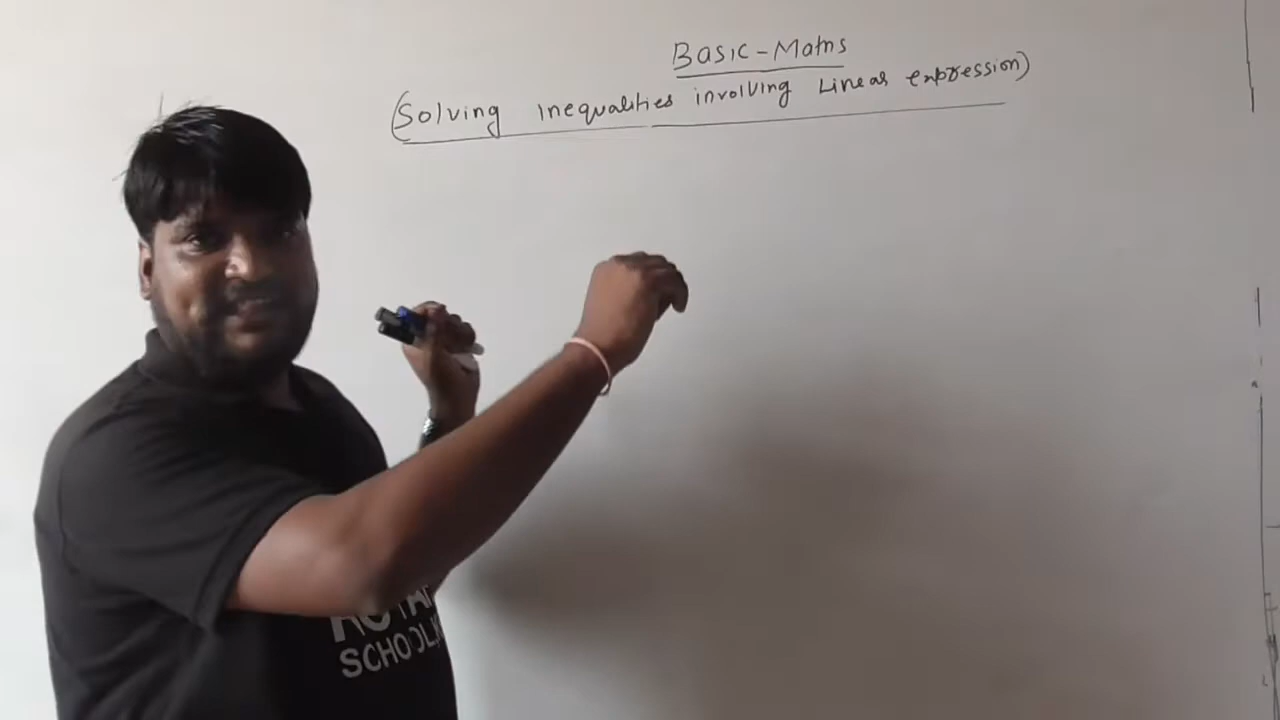 Basic-Maths
(Solving inequalities involving Linear expression)
SCHOOL